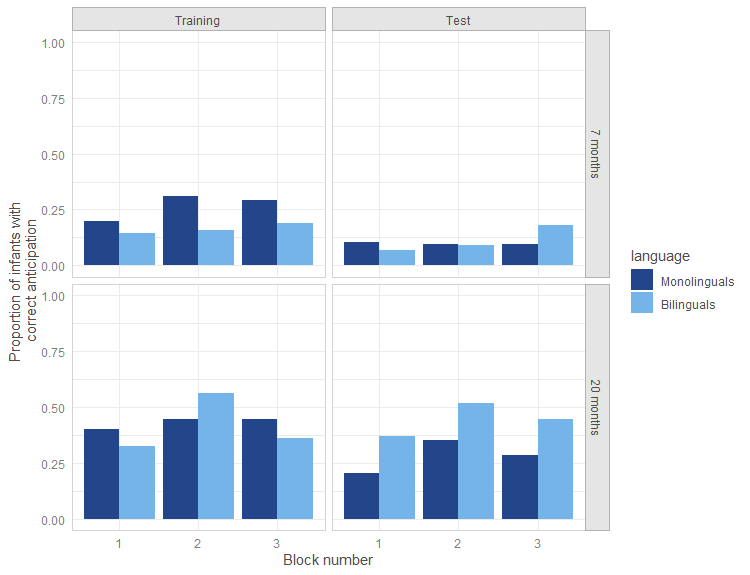 Training
Test
1.00
0.75
0.50
0.25
0.00
7 months
1.00
0.75
0.50
0.25
0.00
20 months
Proportion of infants with
correct anticipation
1 2 3
1 2 3
Block number
language
Monolinguals
Bilinguals